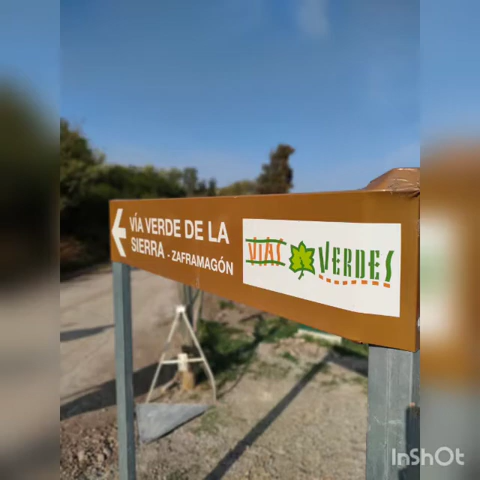 VÍA VERDE DE LA
SIERRA - ZAFRAMAGÓN
VÍAS VERDES
InShOt